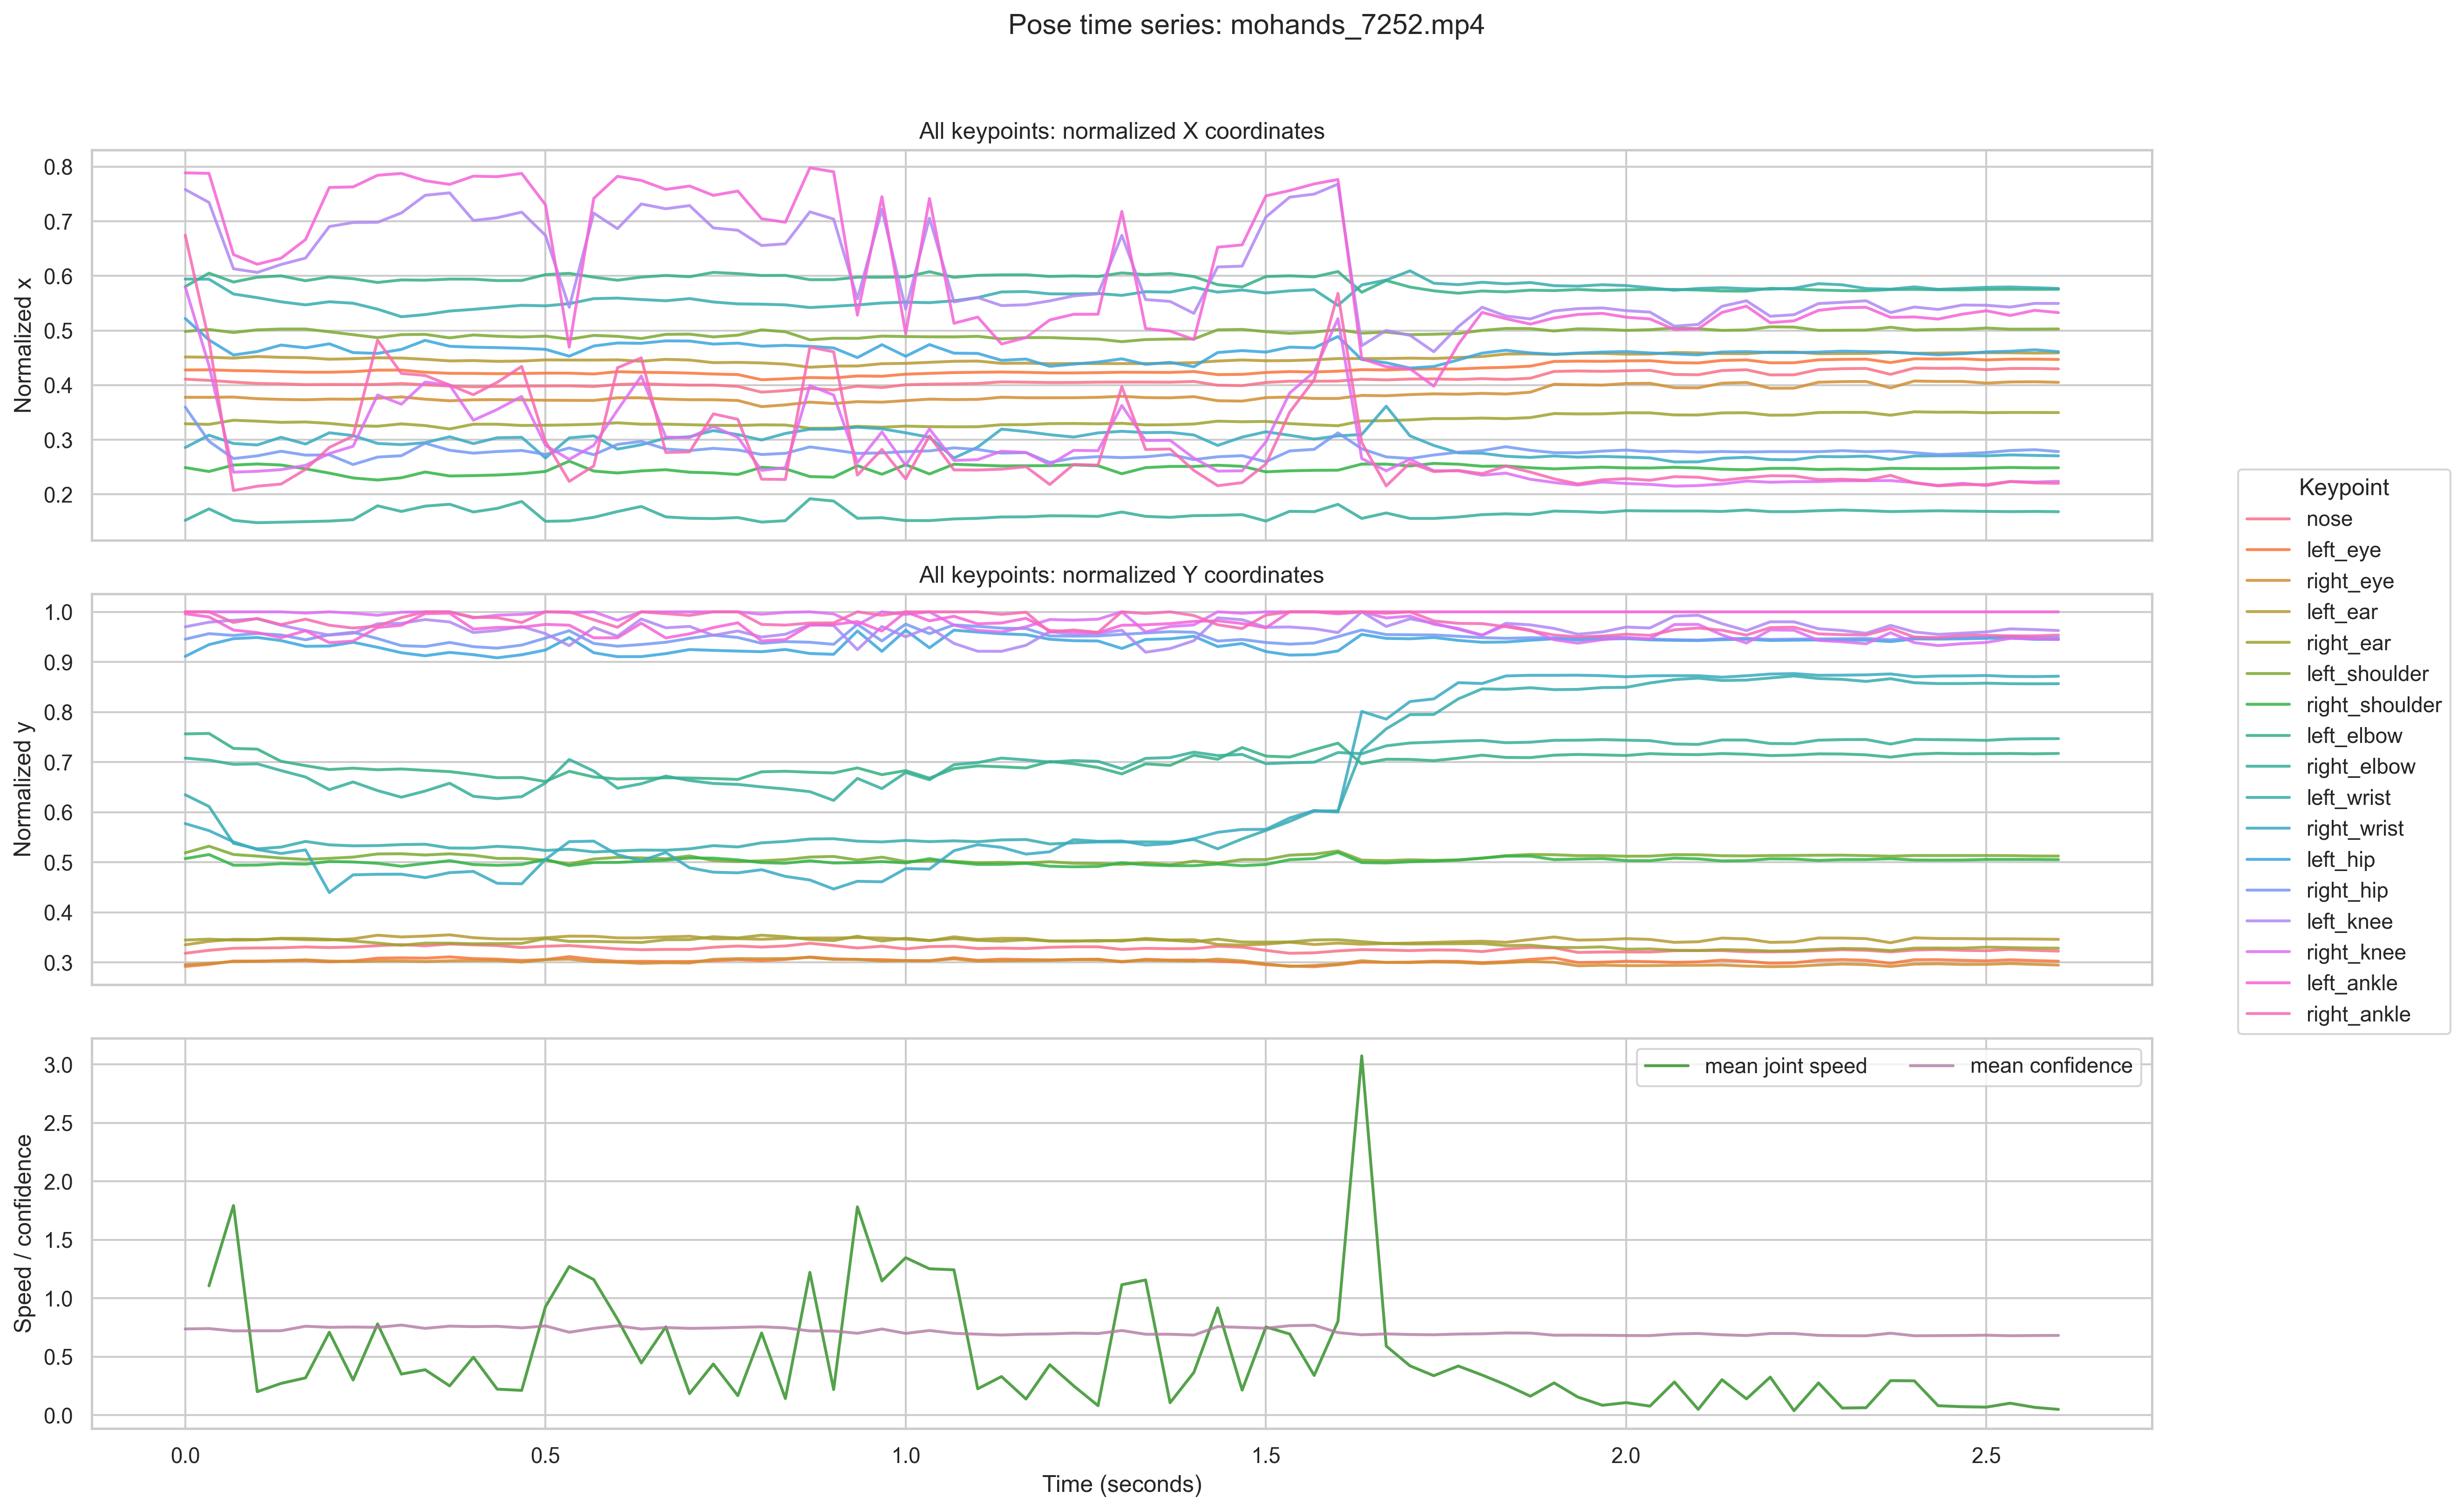 Pose time series: mohands_7252.mp4
All keypoints: normalized X coordinates
Normalized x
0.8
0.7
0.6
0.5
0.4
0.3
0.2
All keypoints: normalized Y coordinates
Normalized y
1.0
0.9
0.8
0.7
0.6
0.5
0.4
0.3
Keypoint
nose
left_eye
right_eye
left_ear
right_ear
left_shoulder
right_shoulder
left_elbow
right_elbow
left_wrist
right_wrist
left_hip
right_hip
left_knee
right_knee
left_ankle
right_ankle
Speed / confidence
3.0
2.5
2.0
1.5
1.0
0.5
0.0
mean joint speed mean confidence
0.0 0.5 1.0 1.5 2.0 2.5
Time (seconds)